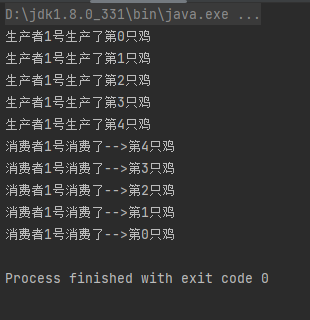 D:\jdk1.8.0_331\bin\java.exe ...
生产者1号生产了第0只鸡
生产者1号生产了第1只鸡
生产者1号生产了第2只鸡
生产者1号生产了第3只鸡
生产者1号生产了第4只鸡
消费者1号消费了-->第4只鸡
消费者1号消费了-->第3只鸡
消费者1号消费了-->第2只鸡
消费者1号消费了-->第1只鸡
消费者1号消费了-->第0只鸡
Process finished with exit code 0